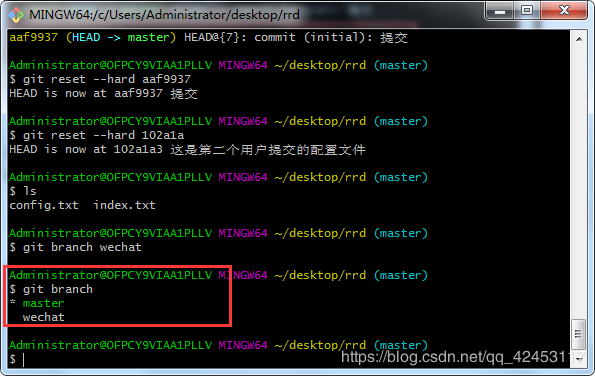 MINGW64:/c/Users/Administrator/desktop/rrd
aaf9937 (HEAD -> master) HEAD@{7}: commit (initial): 提交
Administrator@OFPCY9VIAA1PLLV MINGW64 ~/desktop/rrd (master)
$ git reset --hard aaf9937
HEAD is now at aaf9937 提交
Administrator@OFPCY9VIAA1PLLV MINGW64 ~/desktop/rrd (master)
$ git reset --hard 102a1a
HEAD is now at 102a1a3 这是第二个用户提交的配置文件
Administrator@OFPCY9VIAA1PLLV MINGW64 ~/desktop/rrd (master)
$ ls
config.txt  index.txt
Administrator@OFPCY9VIAA1PLLV MINGW64 ~/desktop/rrd (master)
$ git branch wechat
Administrator@OFPCY9VIAA1PLLV MINGW64 ~/desktop/rrd (master)
$ git branch
* master
  wechat
Administrator@OFPCY9VIAA1PLLV MINGW64 ~/desktop/rrd (master)
$